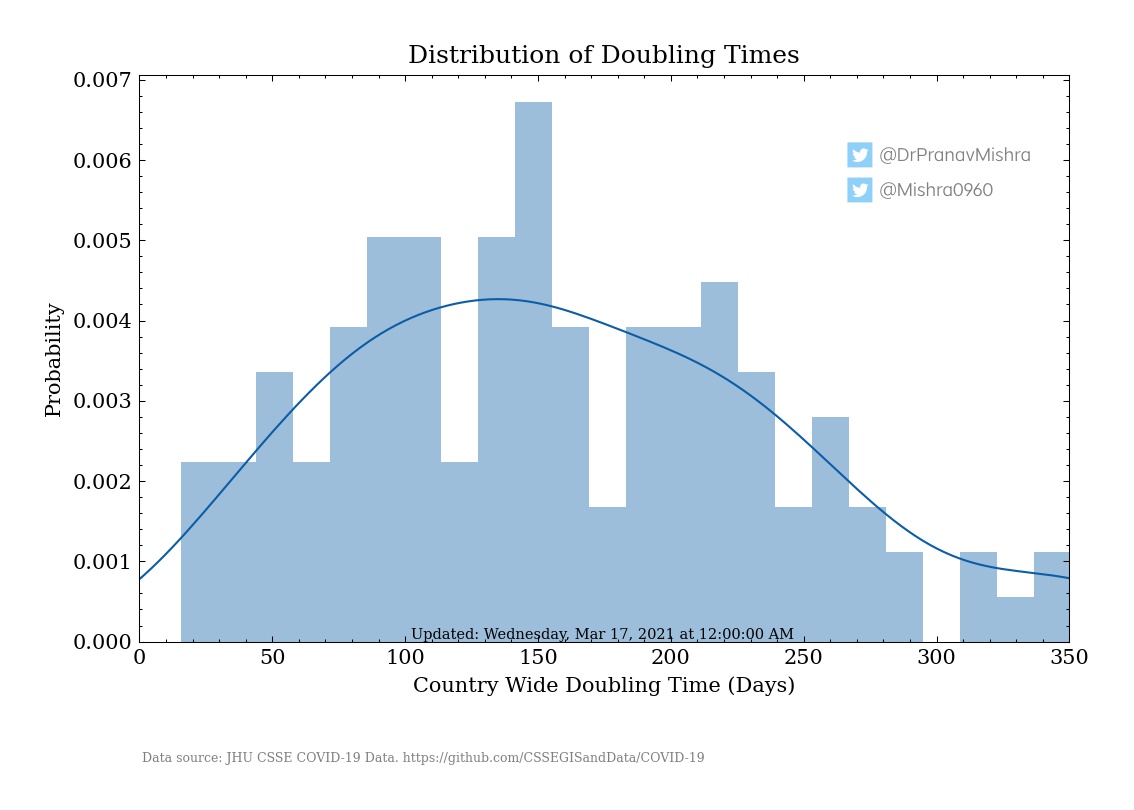 Distribution of Doubling Times
0.007
0.006
0.005
0.004
0.003
0.002
0.001
0.000
Probability
@DrPranavMishra
@Mishra0960
Updated: Wednesday, Mar 17, 2021 at 12:00:00 AM
0 50 100 150 200 250 300 350
Country Wide Doubling Time (Days)
Data source: JHU CSSE COVID-19 Data. https://github.com/CSSEGISandData/COVID-19